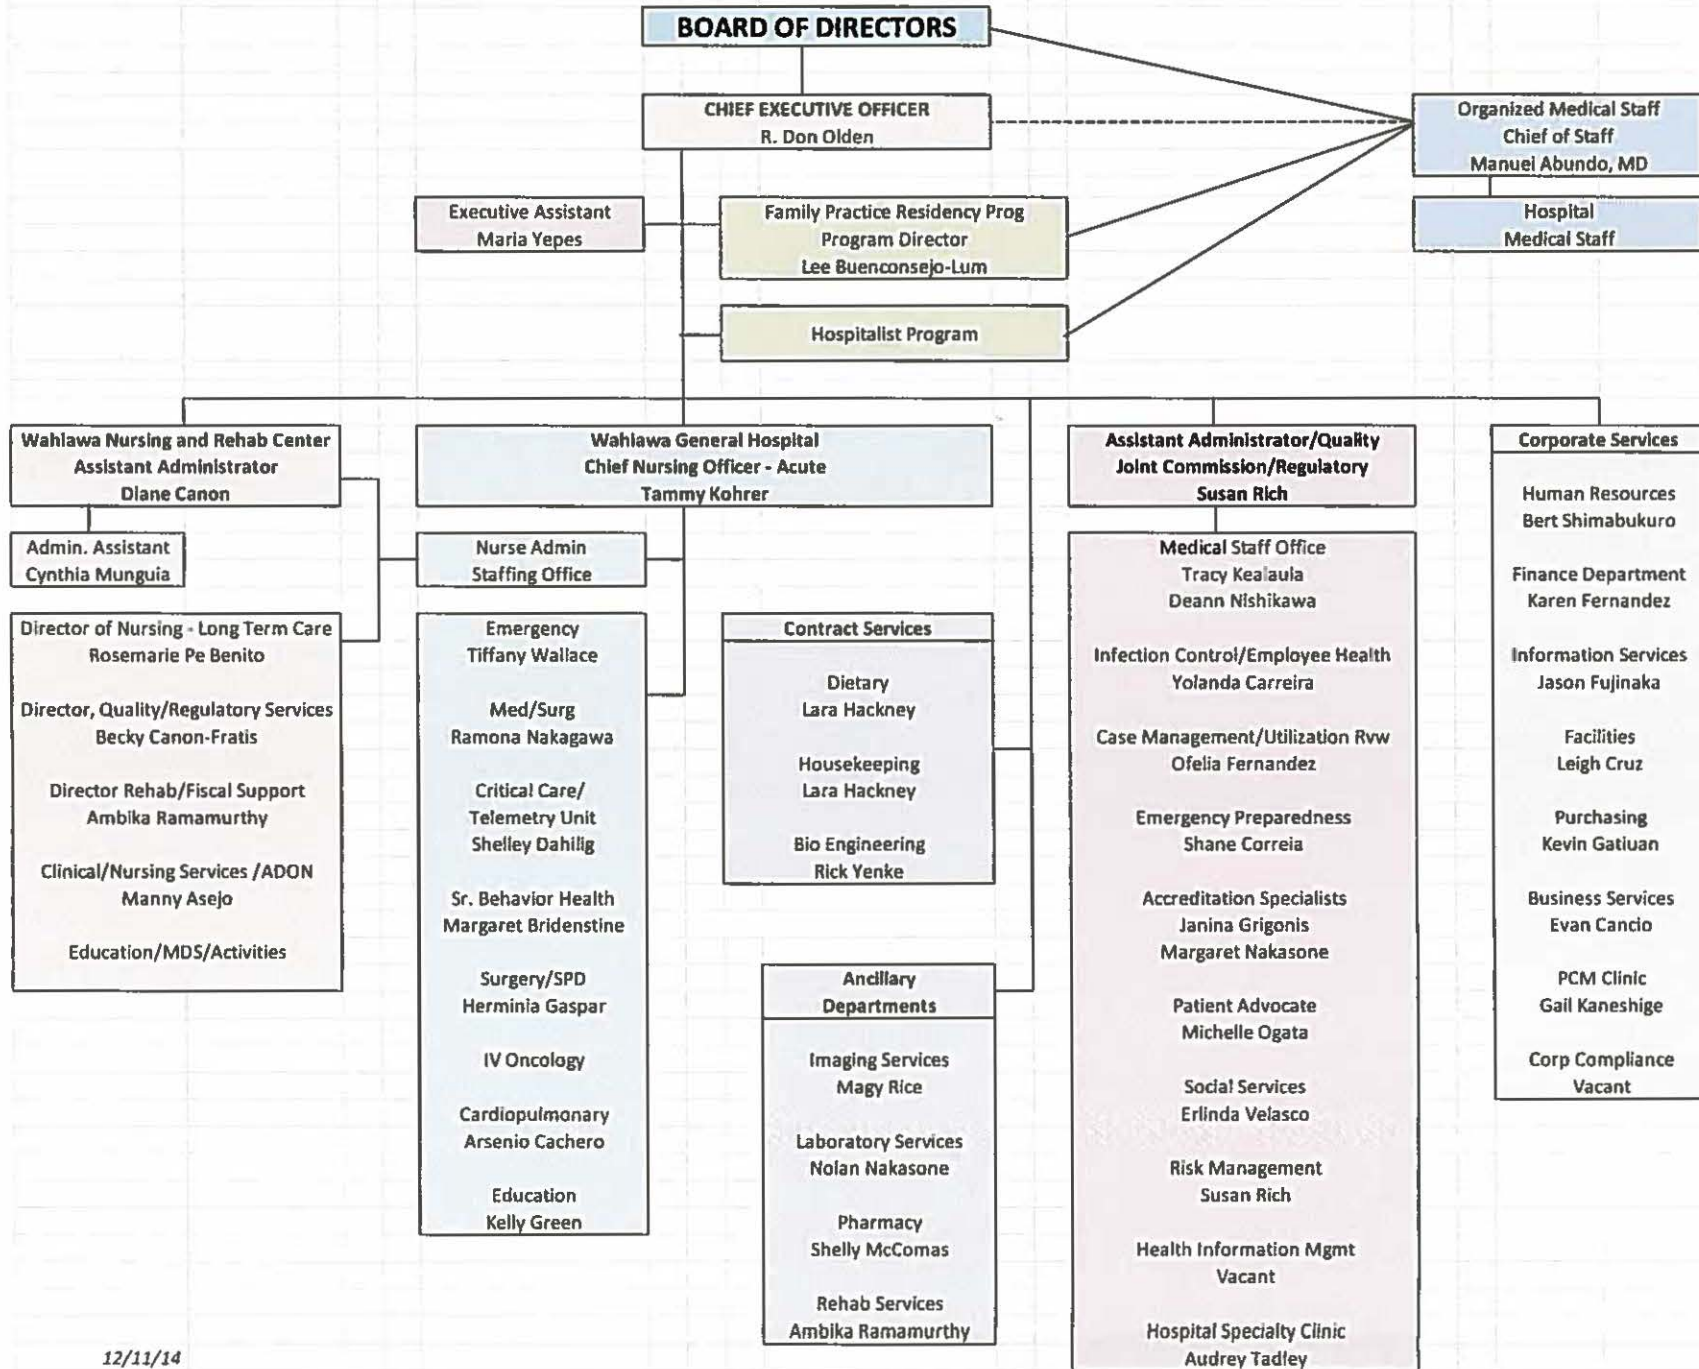 BOARD OF DIRECTORS
CHIEF EXECUTIVE OFFICER
R. Don Olden
Organized Medical Staff
Chief of Staff
Manuel Abundo, MD
Hospital
Medical Staff
Executive Assistant
Maria Yepes
Family Practice Residency Prog
Program Director
Lee Buenconsejo-Lum
Hospitalist Program
Wahlawa Nursing and Rehab Center
Assistant Administrator
Diane Canon
Admin. Assistant
Cynthia Munguia
Director of Nursing - Long Term Care
Rosemarie Pe Benito
Director, Quality/Regulatory Services
Becky Canon-Fratis
Director Rehab/Fiscal Support
Ambika Ramamurthy
Clinical/Nursing Services /ADON
Manny Asejo
Education/MDS/Activities
Wahlawa General Hospital
Chief Nursing Officer - Acute
Tammy Kohrer
Nurse Admin
Staffing Office
Emergency
Tiffany Wallace
Med/Surg
Ramona Nakagawa
Critical Care/
Telemetry Unit
Shelley Dahilig
Sr. Behavior Health
Margaret Bridenstine
Surgery/SPD
Herminia Gaspar
IV Oncology
Cardiopulmonary
Arsenio Cachero
Education
Kelly Green
Contract Services
Dietary
Lara Hackney
Housekeeping
Lara Hackney
Bio Engineering
Rick Yenke
Ancillary
Departments
Imaging Services
Magy Rice
Laboratory Services
Nolan Nakasone
Pharmacy
Shelly McComas
Rehab Services
Ambika Ramamurthy
Assistant Administrator/Quality
Joint Commission/Regulatory
Susan Rich
Medical Staff Office
Tracy Kealaula
Deann Nishikawa
Infection Control/Employee Health
Yolanda Carreira
Case Management/Utilization Rvw
Ofelia Fernandez
Emergency Preparedness
Shane Correia
Accreditation Specialists
Janina Grigonis
Margaret Nakasone
Patient Advocate
Michelle Ogata
Social Services
Erlinda Velasco
Risk Management
Susan Rich
Health Information Mgmt
Vacant
Hospital Specialty Clinic
Audrey Tadley
Corporate Services
Human Resources
Bert Shimabukuro
Finance Department
Karen Fernandez
Information Services
Jason Fujinaka
Facilities
Leigh Cruz
Purchasing
Kevin Gatiuan
Business Services
Evan Cancio
PCM Clinic
Gail Kaneshige
Corp Compliance
Vacant
12/11/14